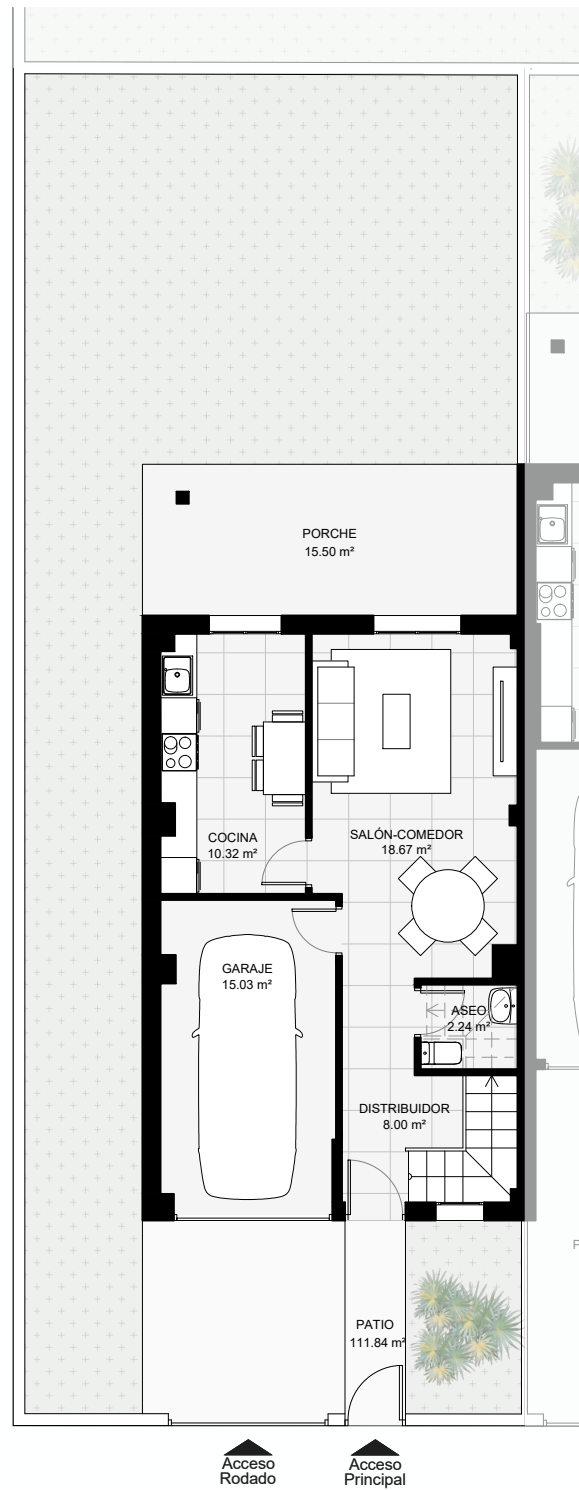 PORCHE
15.50 m²
COCINA
10.32 m²
SALÓN-COMEDOR
18.67 m²
GARAJE
15.03 m²
ASEO
2.24 m²
DISTRIBUIDOR
8.00 m²
PATIO
111.84 m²
Acceso
Rodado
Acceso
Principal